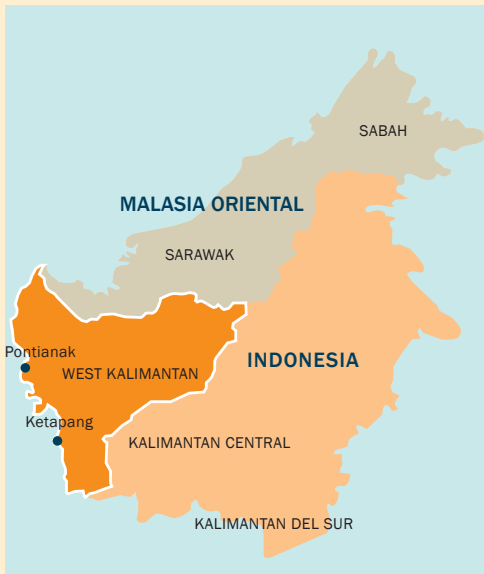 SABAH
MALASIA ORIENTAL
SARAWAK
Pontianak
INDONESIA
WEST KALIMANTAN
Ketapang
KALIMANTAN CENTRAL
KALIMANTAN DEL SUR